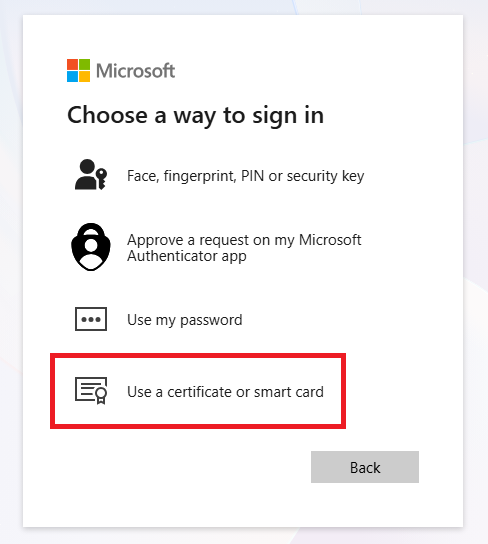 Microsoft
Choose a way to sign in
Face, fingerprint, PIN or security key
Approve a request on my Microsoft
Authenticator app
Use my password
Use a certificate or smart card
Back